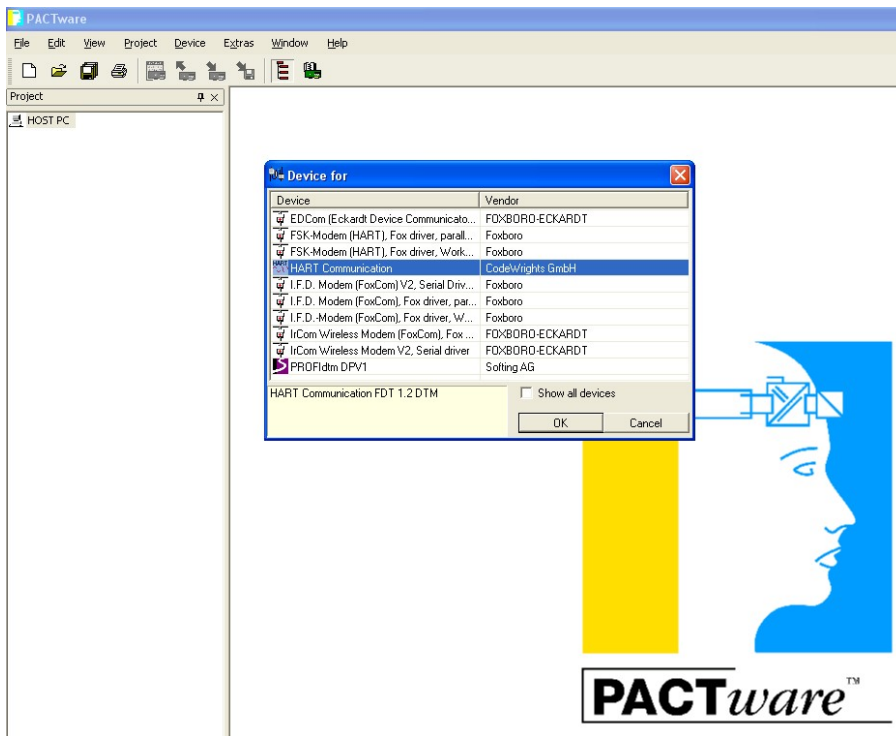 PACTware
File Edit View Project Device Extras Window Help
Project
HOST PC
Device for
Device Vendor
EDCom (Eckardt Device Communicato... FOXBORO-ECKARDT
FSK-Modem (HART), Fox driver, parall... Foxboro
FSK-Modem (HART), Fox driver, Work... Foxboro
HART Communication CodeWrights GmbH
I.F.D. Modem (FoxCom) V2, Serial Driv... Foxboro
I.F.D. Modem (FoxCom), Fox driver, par... Foxboro
I.F.D.-Modem (FoxCom), Fox driver, W... Foxboro
IrCom Wireless Modem (FoxCom), Fox ... FOXBORO-ECKARDT
IrCom Wireless Modem V2, Serial driver FOXBORO-ECKARDT
PROFIdtm DPV1 Softing AG
HART Communication FDT 1.2 DTM
Show all devices
OK Cancel
PACTware™